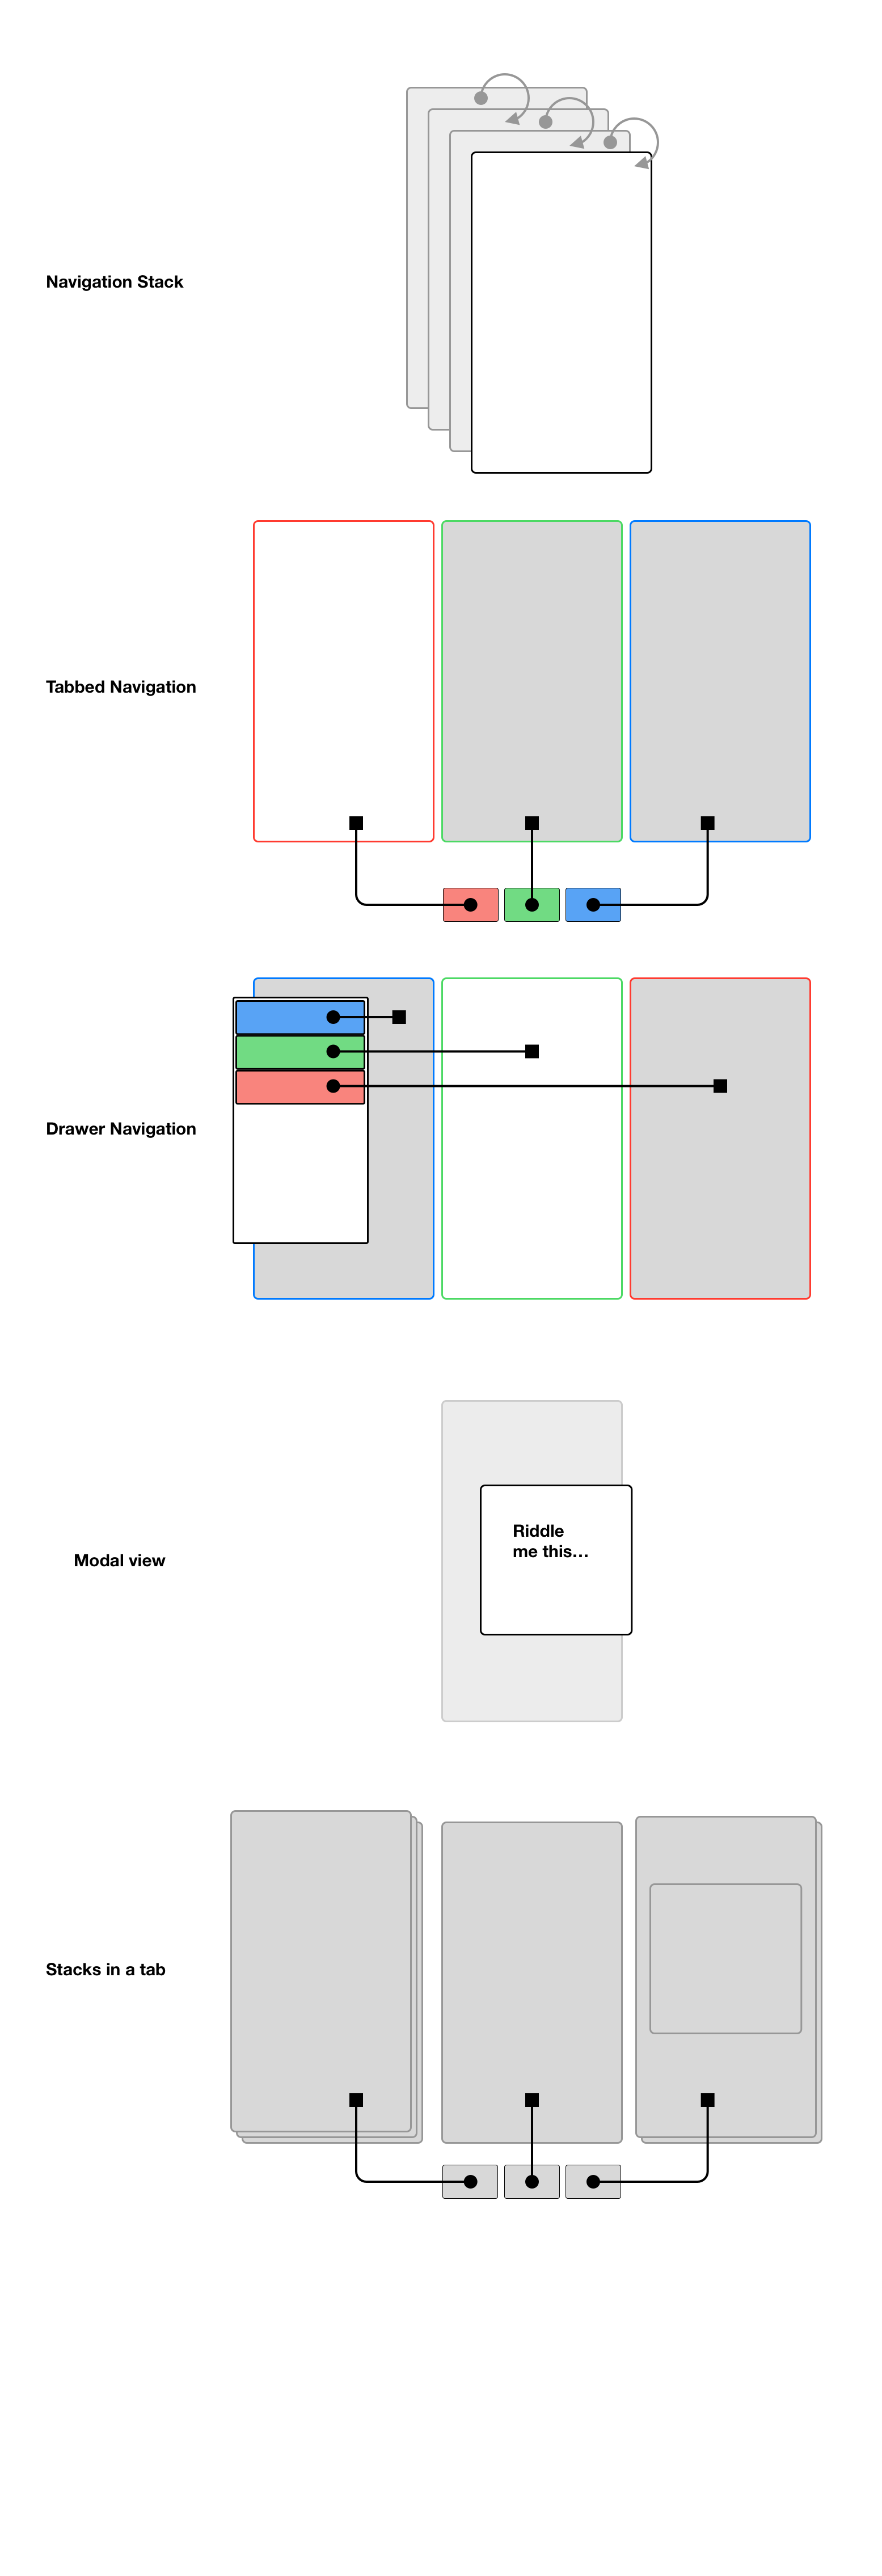 Navigation Stack
Tabbed Navigation
Drawer Navigation
Riddle
me this...
Modal view
Stacks in a tab